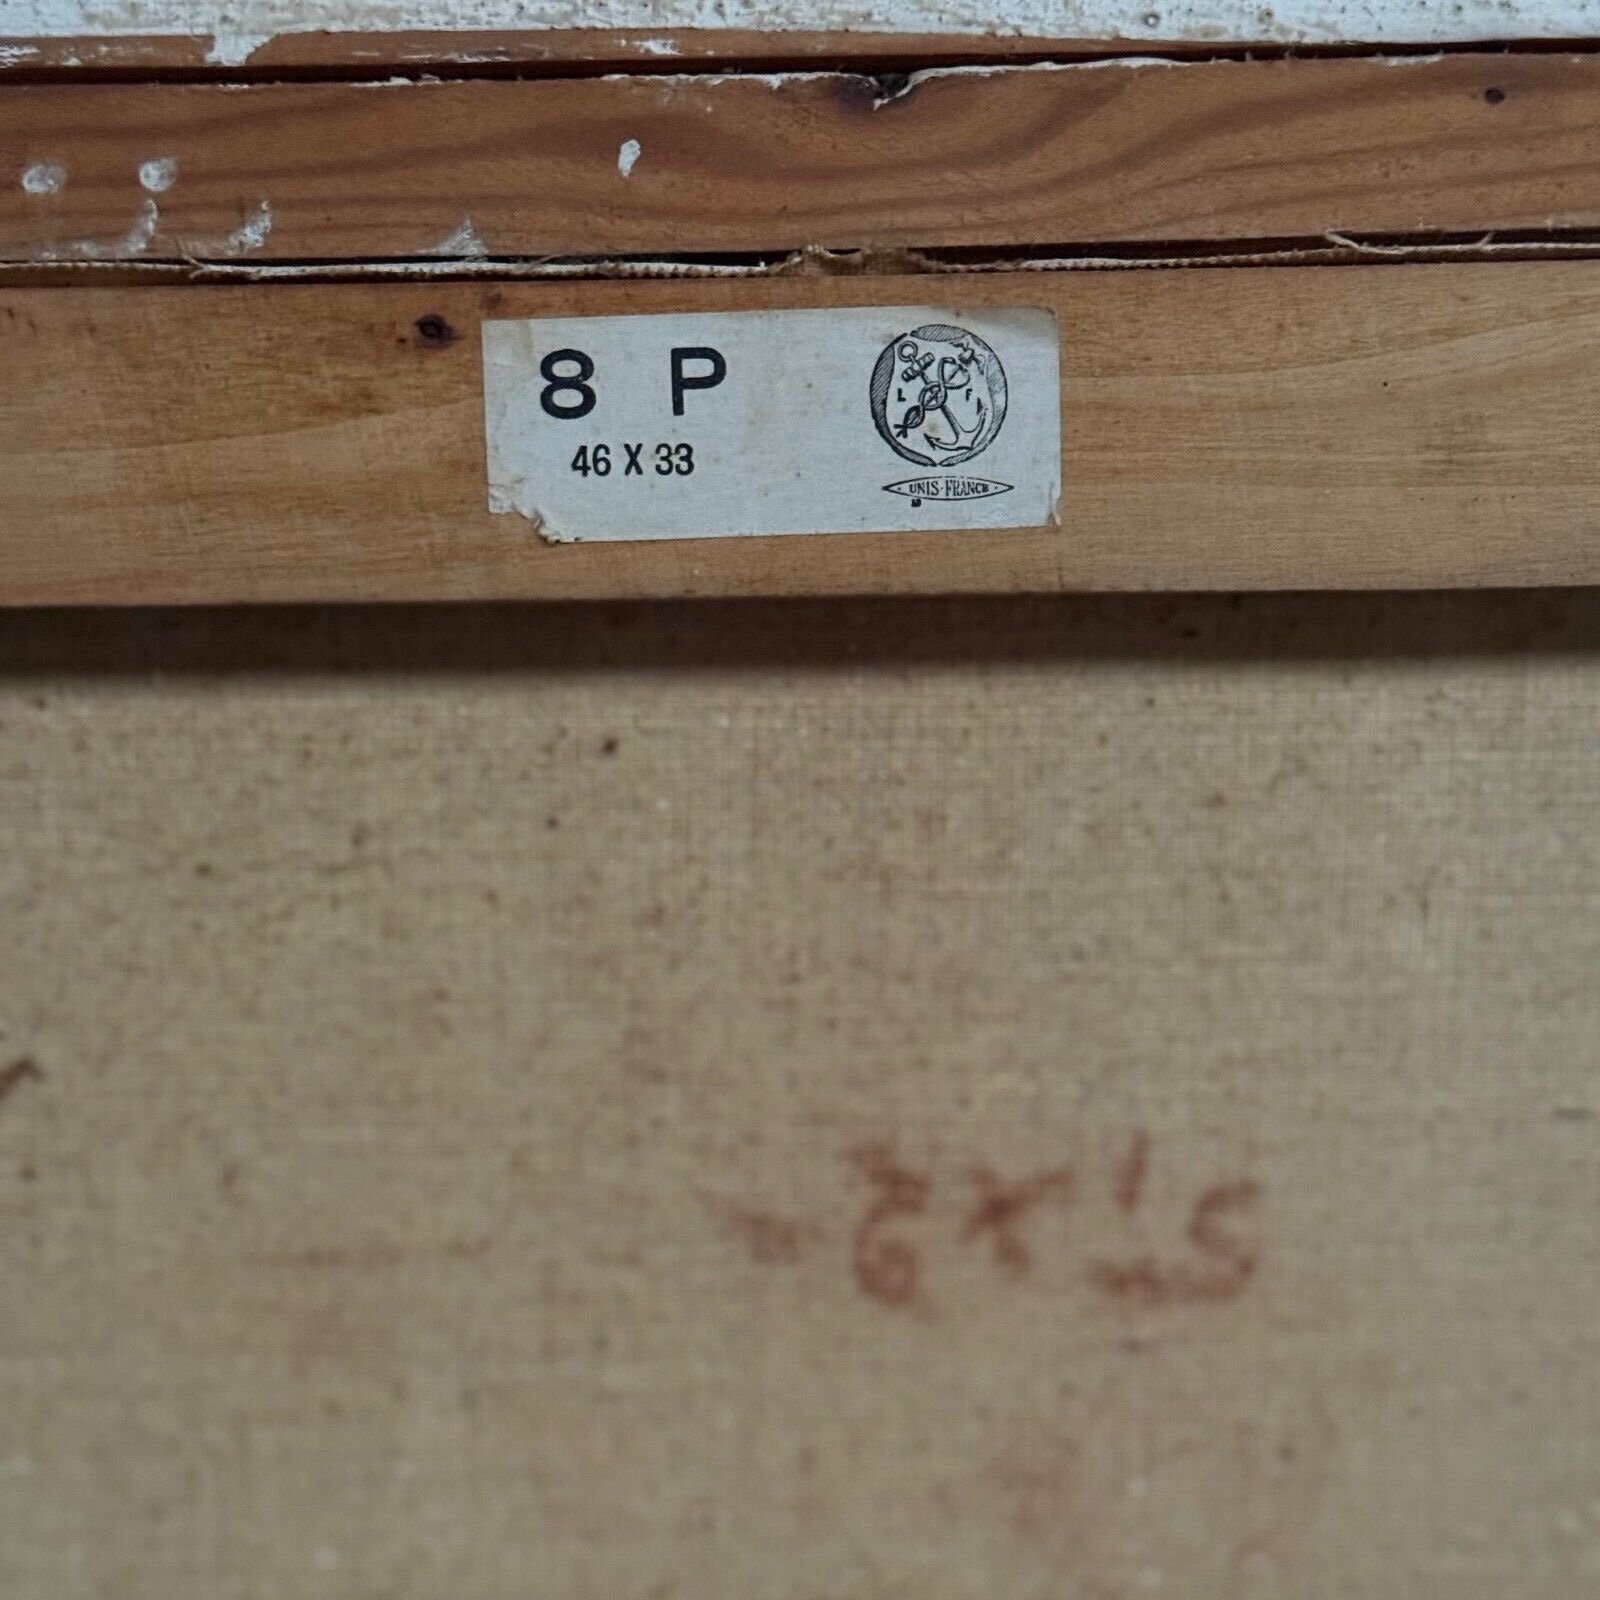 8 P
46 X 33
L F
UNIS-FRANCE